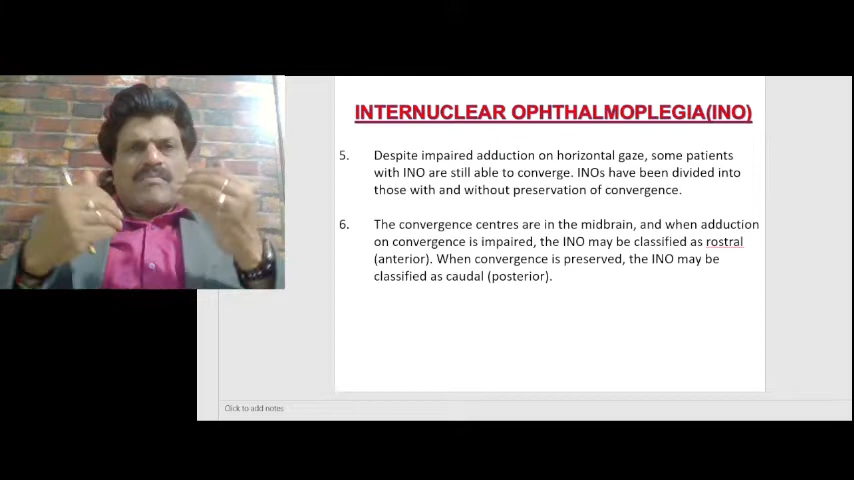 INTERNUCLEAR OPHTHALMOPLEGIA(INO)
5. Despite impaired adduction on horizontal gaze, some patients
with INO are still able to converge. INOs have been divided into
those with and without preservation of convergence.
6. The convergence centres are in the midbrain, and when adduction
on convergence is impaired, the INO may be classified as rostral
(anterior). When convergence is preserved, the INO may be
classified as caudal (posterior).
Click to add notes